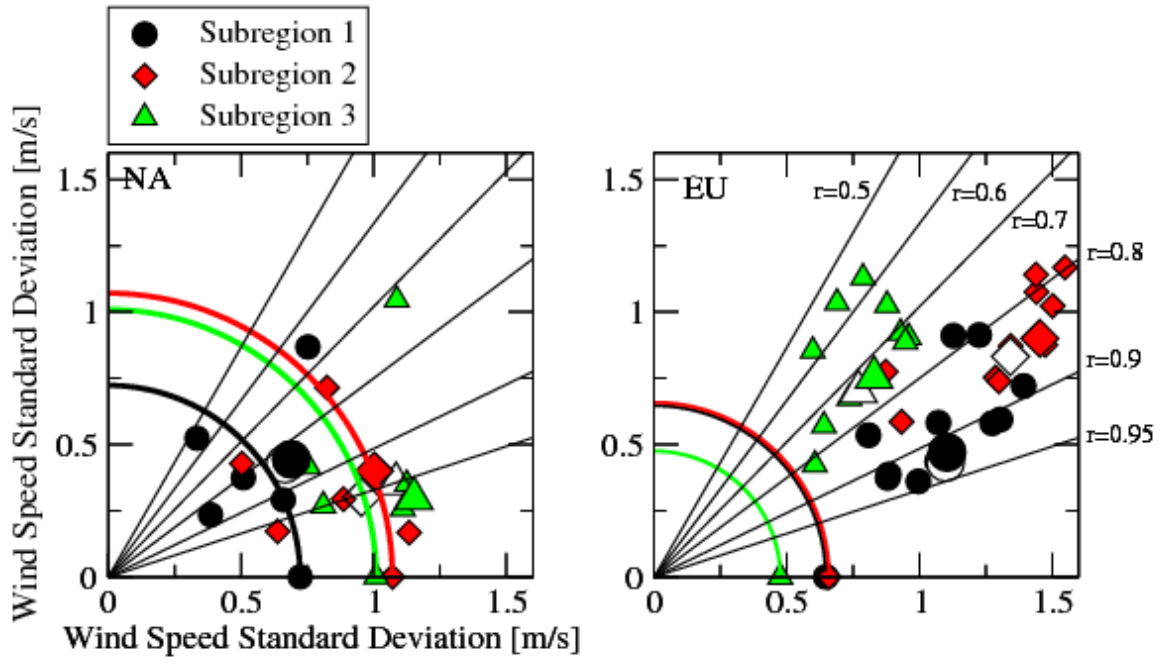 Subregion 1
Subregion 2
Subregion 3
Wind Speed Standard Deviation [m/s]
NA
1.5
1
0.5
0
0 0.5 1 1.5
EU
r=0.5
r=0.6
r=0.7
r=0.8
r=0.9
r=0.95
1.5
1
0.5
0
0 0.5 1 1.5
Wind Speed Standard Deviation [m/s]